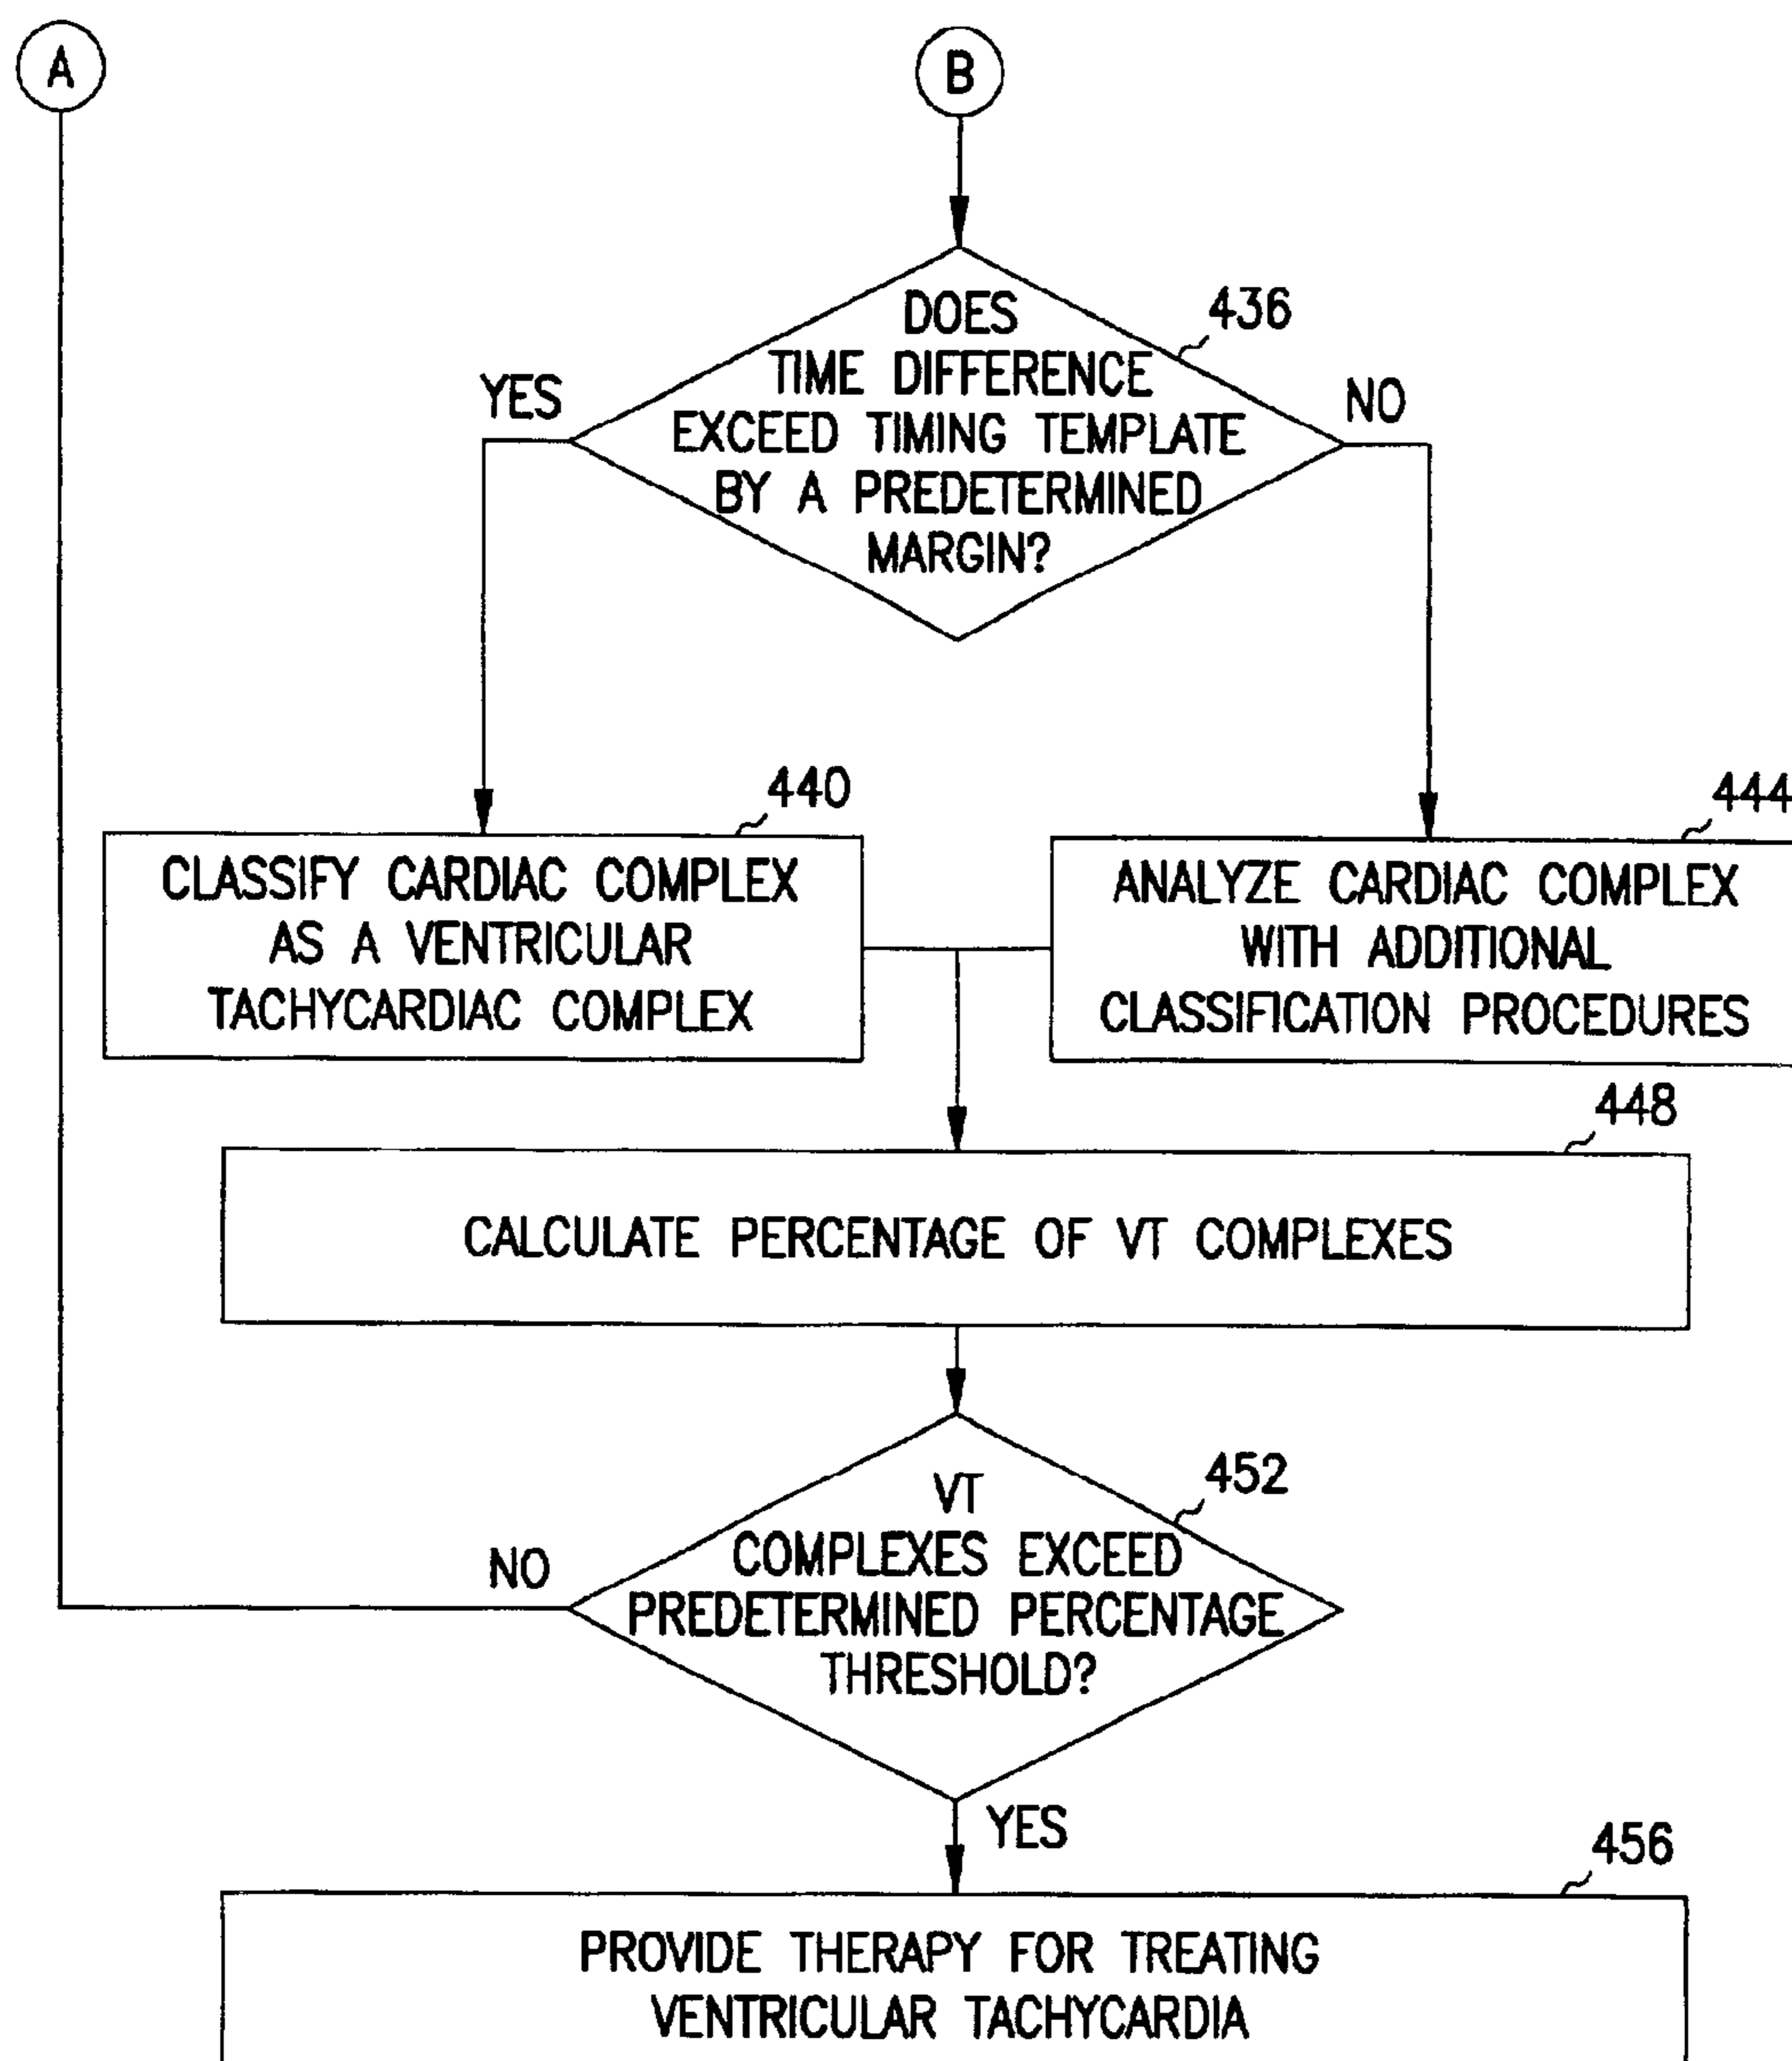 A
B
DOES
TIME DIFFERENCE
EXCEED TIMING TEMPLATE
BY A PREDETERMINED
MARGIN?
436
YES
NO
440
CLASSIFY CARDIAC COMPLEX
AS A VENTRICULAR
TACHYCARDIAC COMPLEX
444
ANALYZE CARDIAC COMPLEX
WITH ADDITIONAL
CLASSIFICATION PROCEDURES
448
CALCULATE PERCENTAGE OF VT COMPLEXES
452
VT
COMPLEXES EXCEED
PREDETERMINED PERCENTAGE
THRESHOLD?
NO
YES
456
PROVIDE THERAPY FOR TREATING
VENTRICULAR TACHYCARDIA